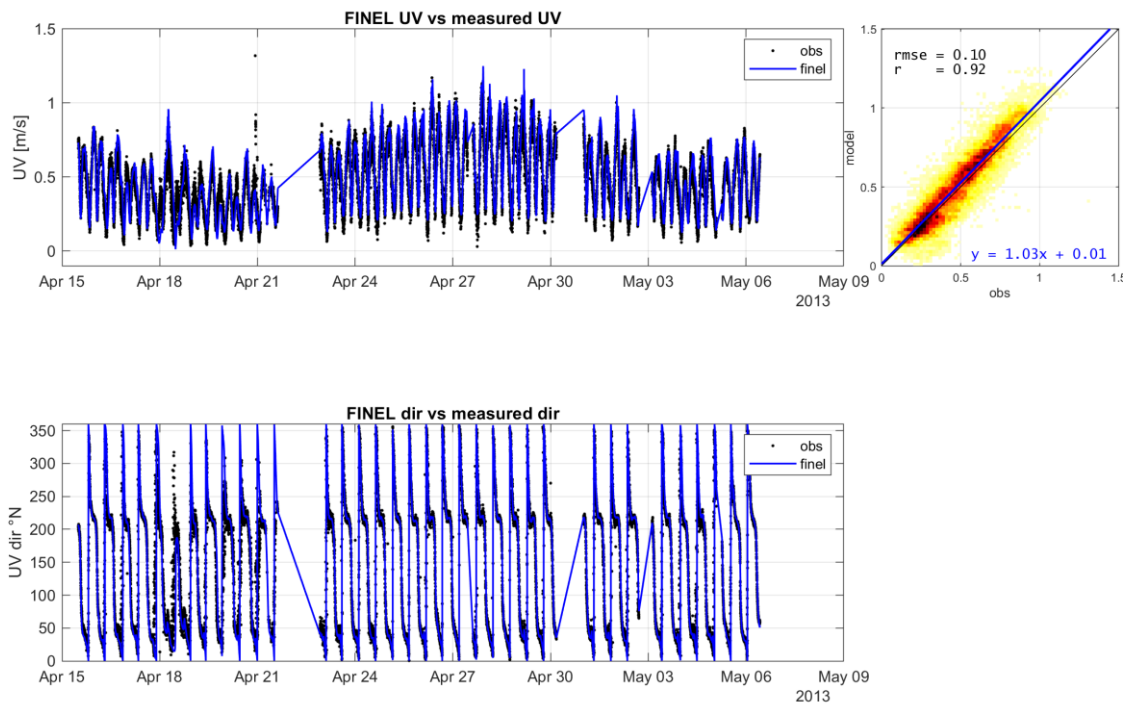 FINEL UV vs measured UV
UV [m/s]
1.5
1
0.5
0
obs
finel
Apr 15
Apr 18
Apr 21
Apr 24
Apr 27
Apr 30
May 03
May 06
May 09
2013
rmse = 0.10
r = 0.92
model
1.5
1
0.5
0
y = 1.03x + 0.01
0
0.5
1
1.5
obs
FINEL dir vs measured dir
UV dir °N
350
300
250
200
150
100
50
0
obs
finel
Apr 15
Apr 18
Apr 21
Apr 24
Apr 27
Apr 30
May 03
May 06
May 09
2013